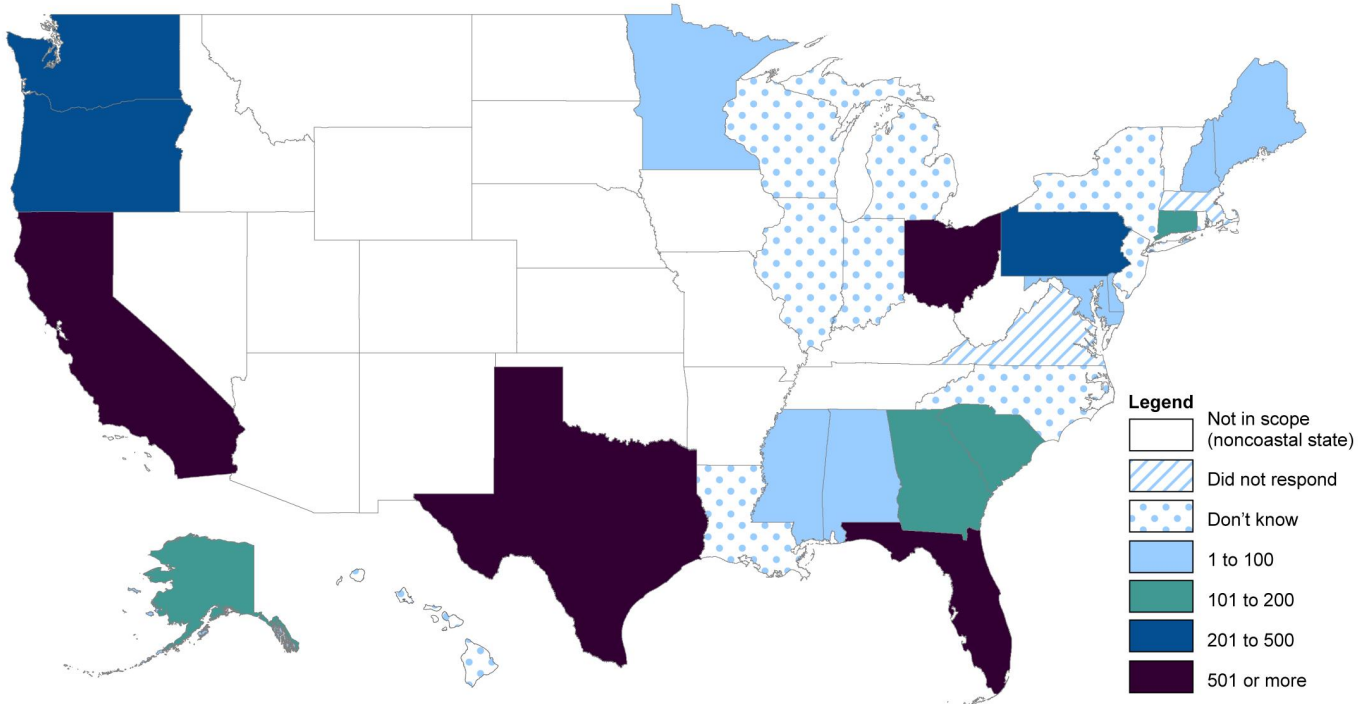 Legend
Not in scope
(noncoastal state)
Did not respond
Don't know
1 to 100
101 to 200
201 to 500
501 or more